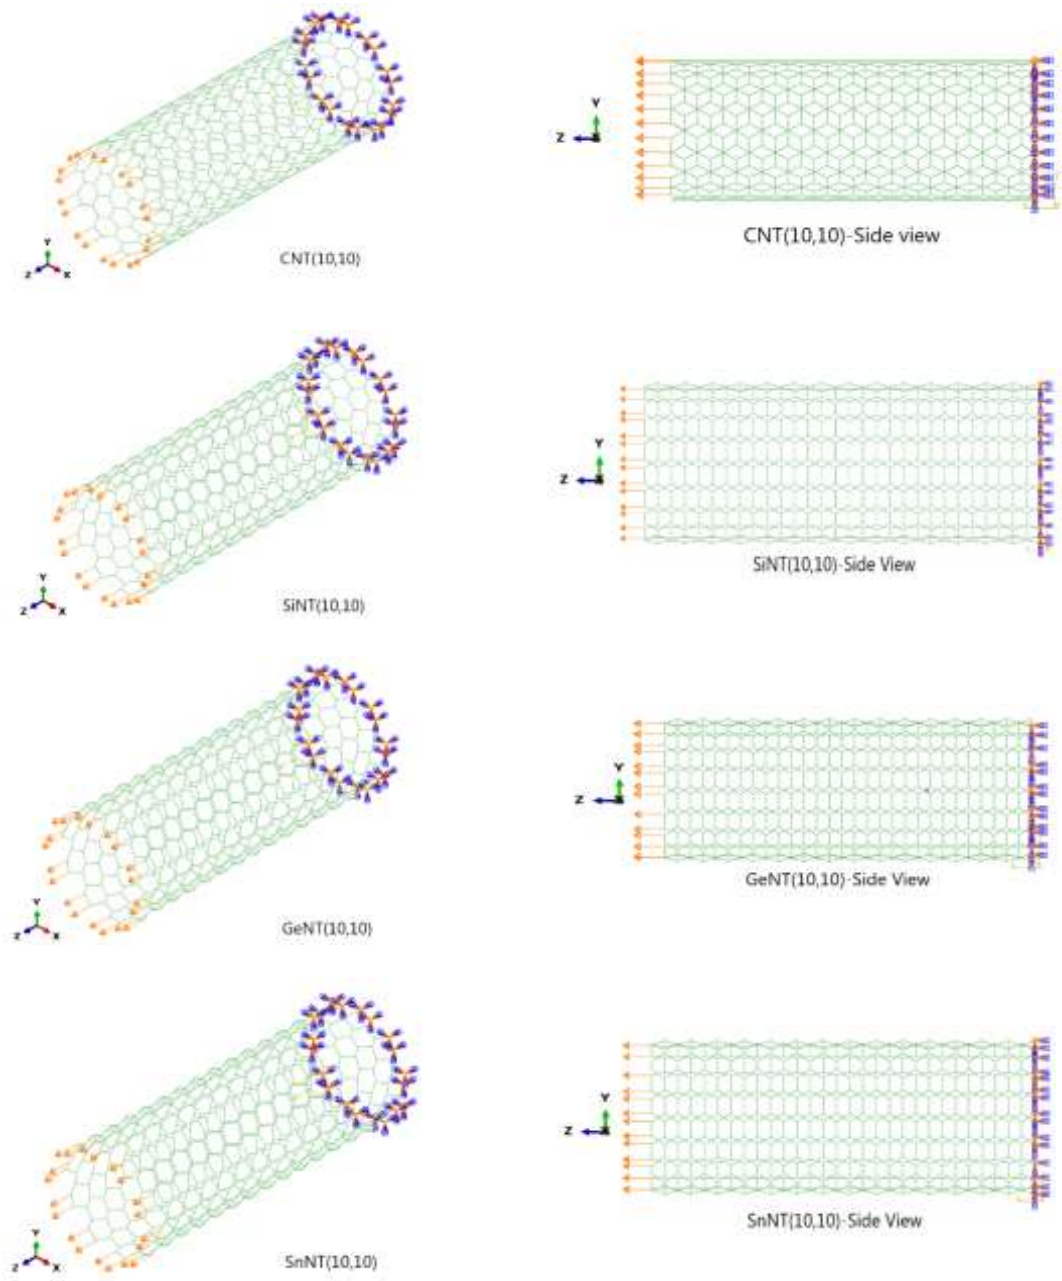 Y
Z
X
CNT(10,10)
Y
Z
X
CNT(10,10)-Side view
Y
Z
X
SiNT(10,10)
Y
Z
X
SiNT(10,10)-Side View
Y
Z
X
GeNT(10,10)
Y
Z
X
GeNT(10,10)-Side View
Y
Z
X
SnNT(10,10)
Y
Z
X
SnNT(10,10)-Side View